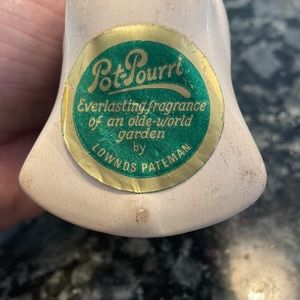 Pot-Pourri
Everlasting fragrance
of an olde-world
garden
by
LOWNDS PATEMAN